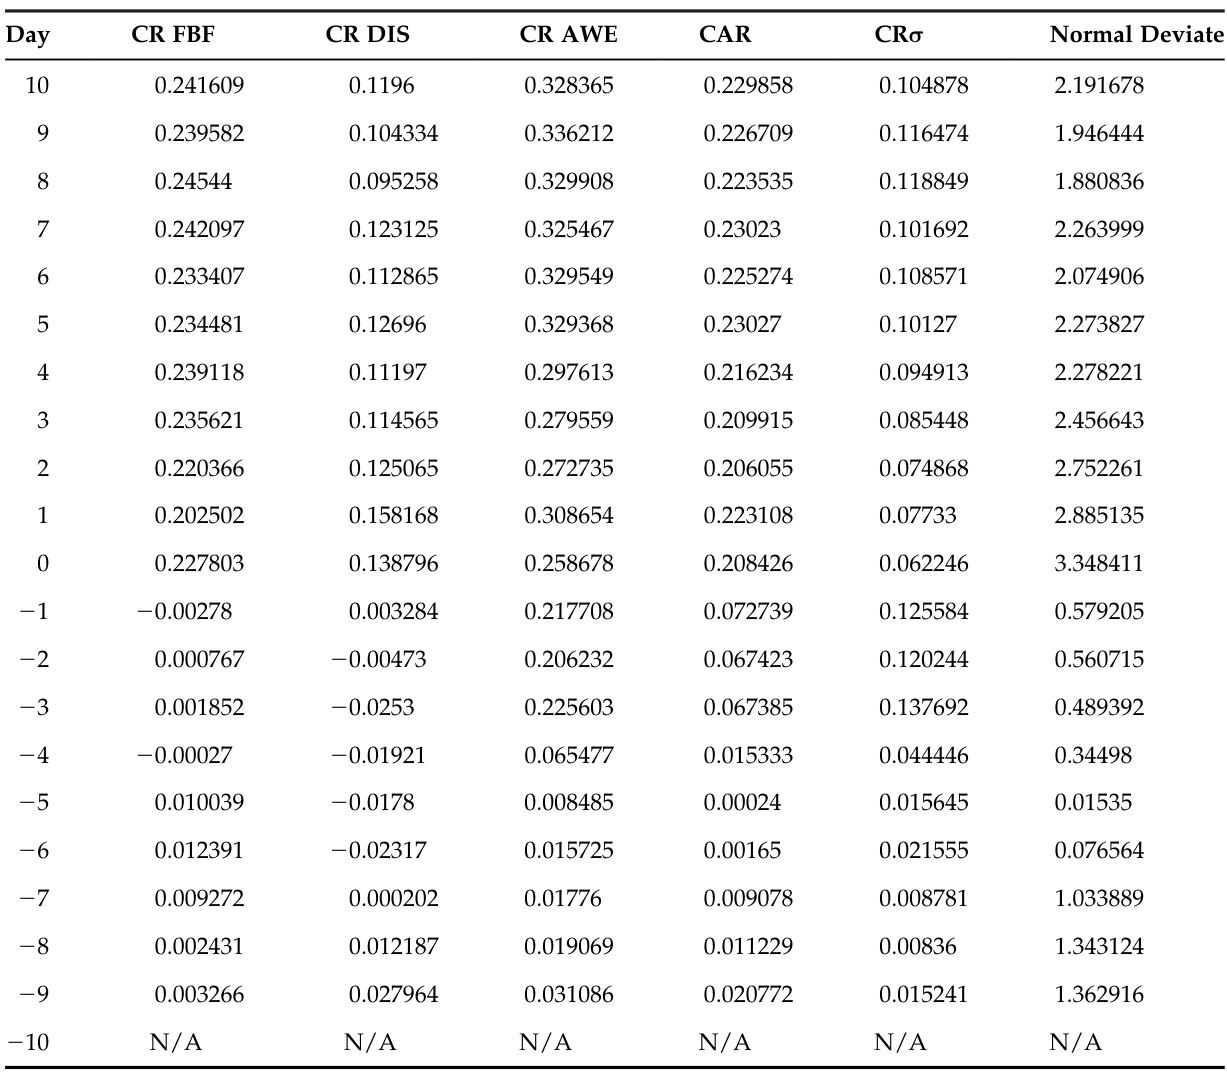 Day CR FBF CR DIS CR AWE CAR CRσ Normal Deviate
10 0.241609 0.1196 0.328365 0.229858 0.104878 2.191678
9 0.239582 0.104334 0.336212 0.226709 0.116474 1.946444
8 0.24544 0.095258 0.329908 0.223535 0.118849 1.880836
7 0.242097 0.123125 0.325467 0.23023 0.101692 2.263999
6 0.233407 0.112865 0.329549 0.225274 0.108571 2.074906
5 0.234481 0.12696 0.329368 0.23027 0.10127 2.273827
4 0.239118 0.11197 0.297613 0.216234 0.094913 2.278221
3 0.235621 0.114565 0.279559 0.209915 0.085448 2.456643
2 0.220366 0.125065 0.272735 0.206055 0.074868 2.752261
1 0.202502 0.158168 0.308654 0.223108 0.07733 2.885135
0 0.227803 0.138796 0.258678 0.208426 0.062246 3.348411
−1 −0.00278 0.003284 0.217708 0.072739 0.125584 0.579205
−2 0.000767 −0.00473 0.206232 0.067423 0.120244 0.560715
−3 0.001852 −0.0253 0.225603 0.067385 0.137692 0.489392
−4 −0.00027 −0.01921 0.065477 0.015333 0.044446 0.34498
−5 0.010039 −0.0178 0.008485 0.00024 0.015645 0.01535
−6 0.012391 −0.02317 0.015725 0.00165 0.021555 0.076564
−7 0.009272 0.000202 0.01776 0.009078 0.008781 1.033889
−8 0.002431 0.012187 0.019069 0.011229 0.00836 1.343124
−9 0.003266 0.027964 0.031086 0.020772 0.015241 1.362916
−10 N/A N/A N/A N/A N/A N/A